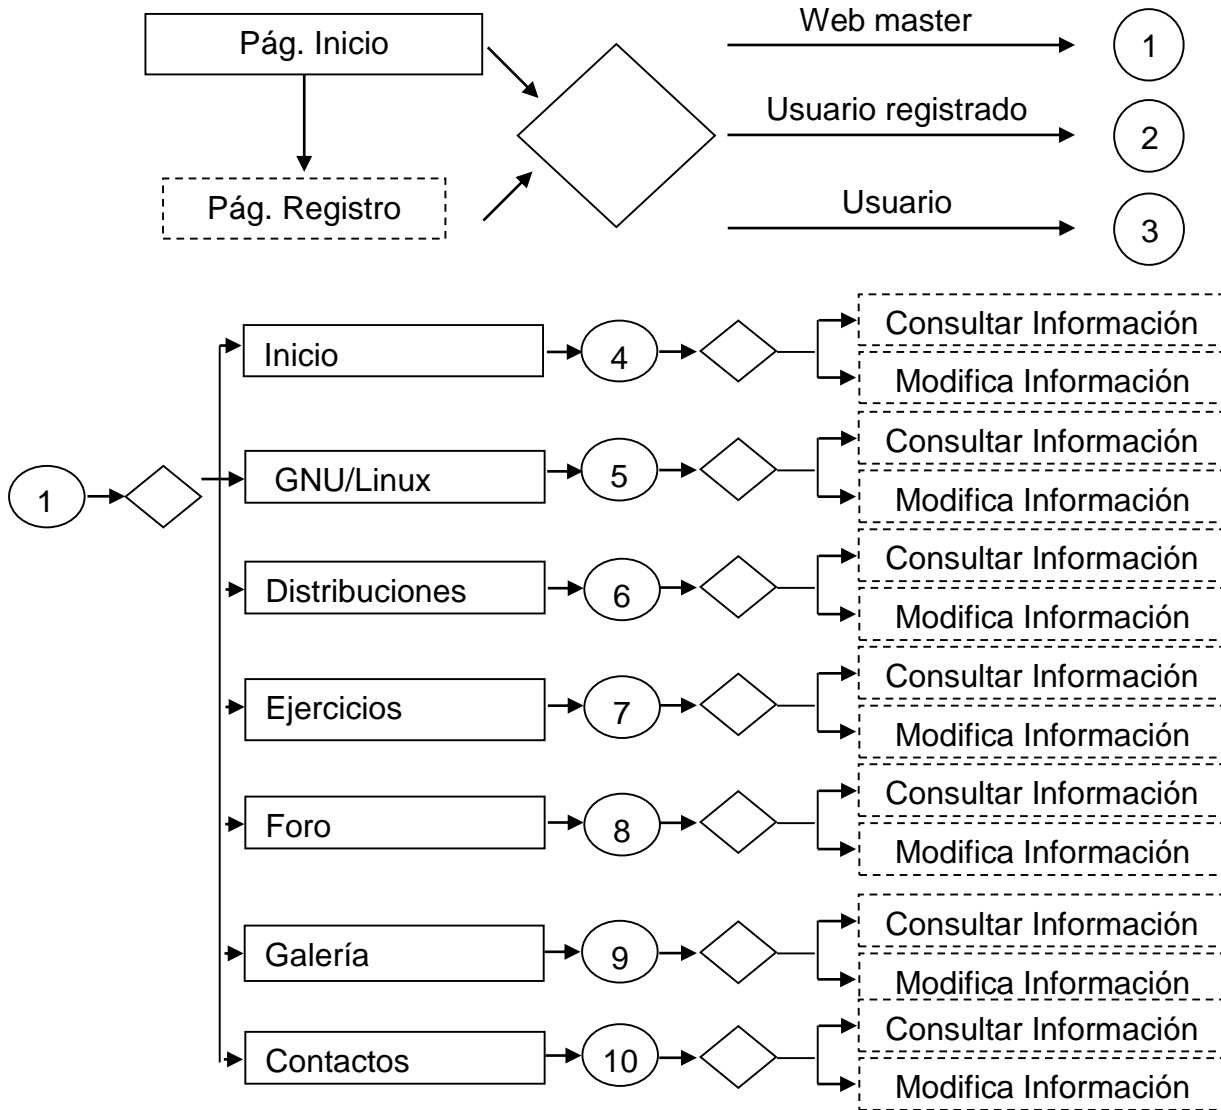 Web master
Pág. Inicio
1
Usuario registrado
2
Pág. Registro
Usuario
3
Consultar Información
Inicio
4
Modifica Información
Consultar Información
GNU/Linux
5
1
Modifica Información
Consultar Información
Distribuciones
6
Modifica Información
Consultar Información
Ejercicios
7
Modifica Información
Consultar Información
Foro
8
Modifica Información
Consultar Información
Galería
9
Modifica Información
Consultar Información
Contactos
10
Modifica Información